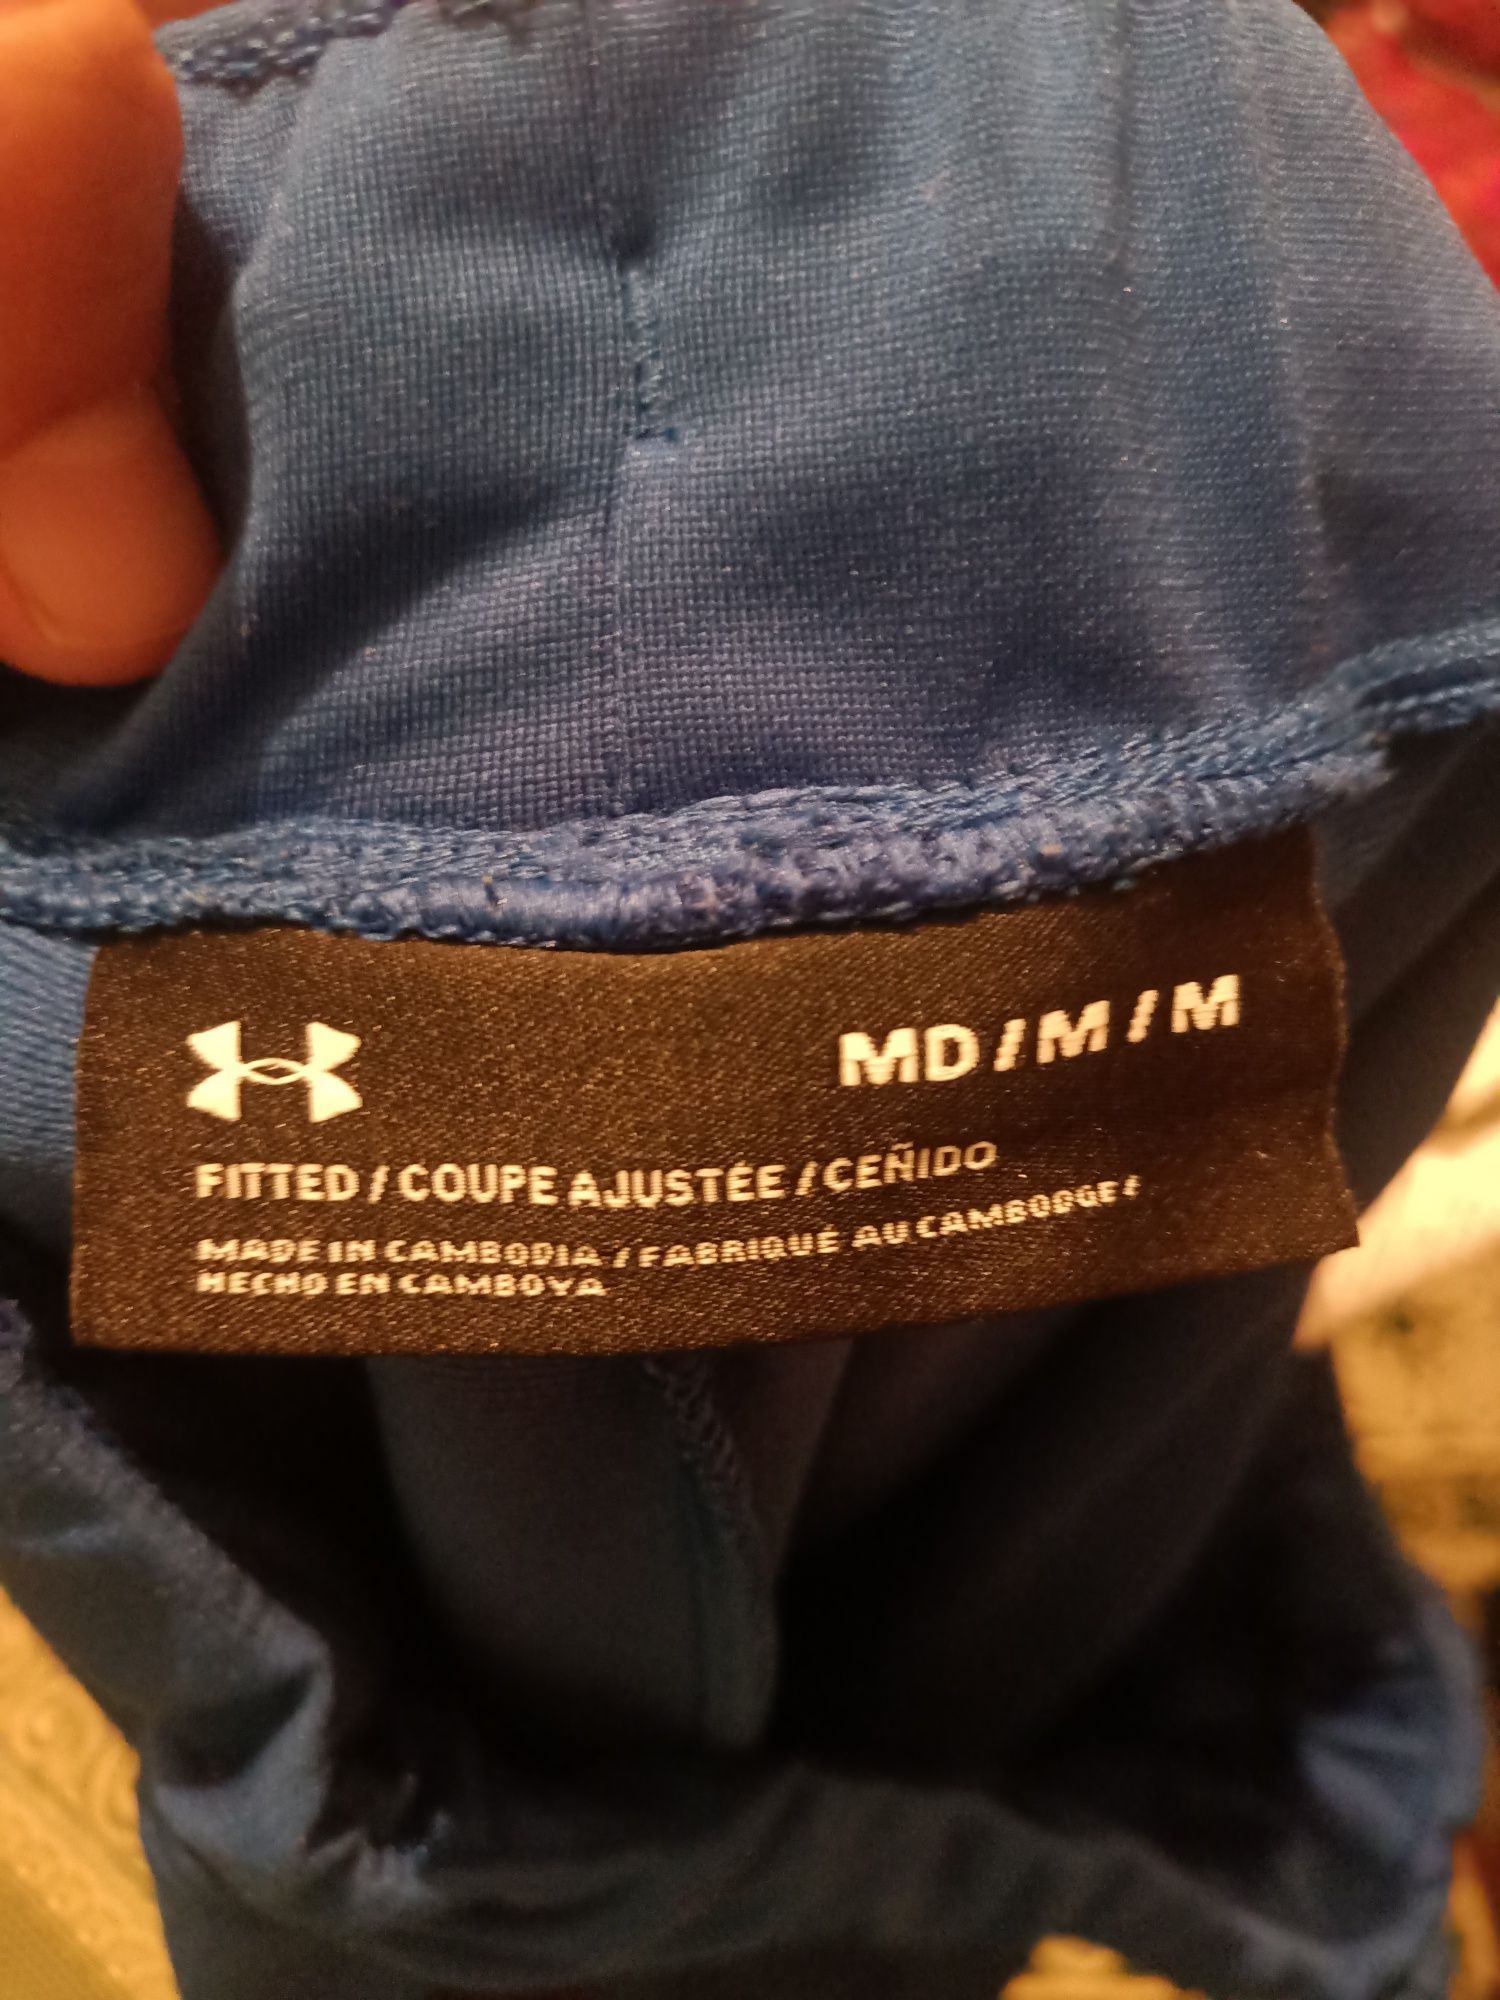 MD / M / M
FITTED / COUPE AJUSTÉE / CEÑIDO
MADE IN CAMBODIA / FABRIQUÉ AU CAMBODGE /
HECHO EN CAMBOYA